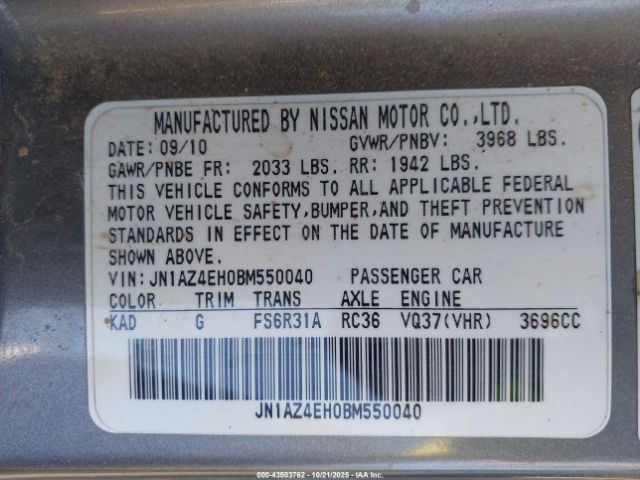 MANUFACTURED BY NISSAN MOTOR CO.,LTD.
DATE: 09/10 GVWR/PNBV: 3968 LBS.
GAWR/PNBE FR: 2033 LBS. RR: 1942 LBS.
THIS VEHICLE CONFORMS TO ALL APPLICABLE FEDERAL
MOTOR VEHICLE SAFETY,BUMPER,AND THEFT PREVENTION
STANDARDS IN EFFECT ON THE DATE OF MANUFACTURE
SHOWN ABOVE.
VIN:JN1AZ4EH0BM550040 PASSENGER CAR
COLOR TRIM TRANS AXLE ENGINE
KAD G FS6R31A RC36 VQ37(VHR) 3696CC
JN1AZ4EH0BM550040
000-43503762 - 10/21/2025 - IAA Inc.